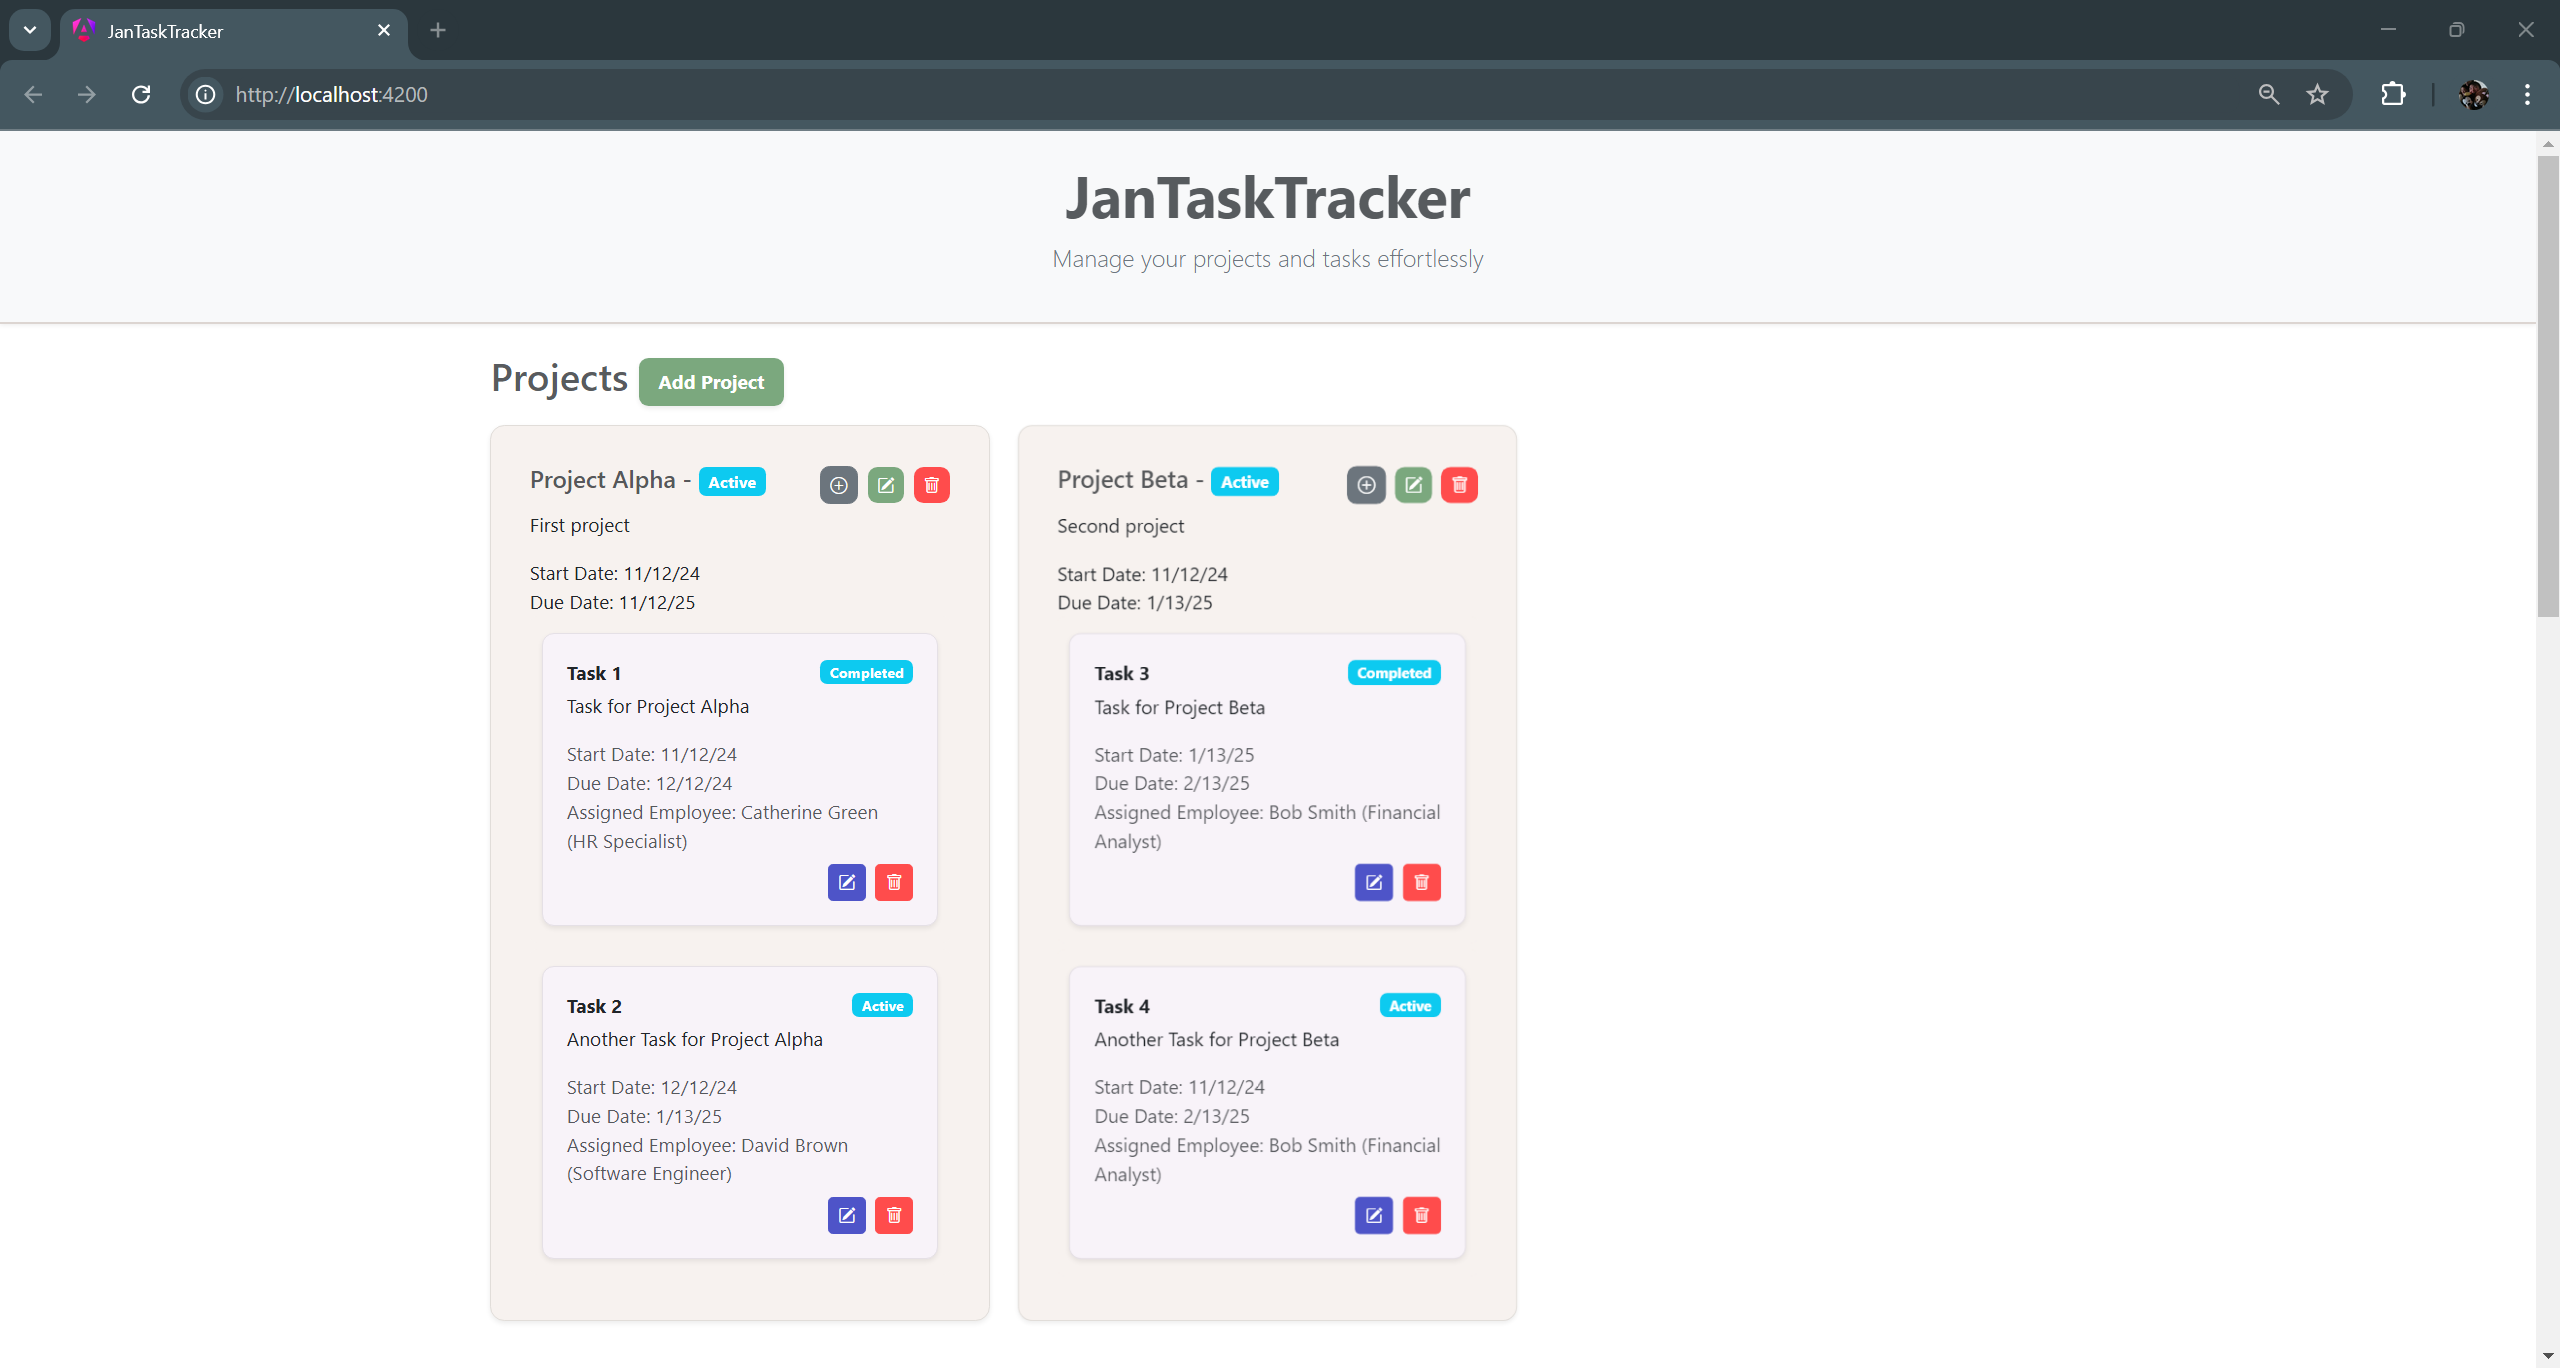 JanTaskTracker
http://localhost:4200
JanTaskTracker
Manage your projects and tasks effortlessly
Projects Add Project
Project Alpha - Active
First project
Start Date: 11/12/24
Due Date: 11/12/25
Task 1 Completed
Task for Project Alpha
Start Date: 11/12/24
Due Date: 12/12/24
Assigned Employee: Catherine Green
(HR Specialist)
Task 2 Active
Another Task for Project Alpha
Start Date: 12/12/24
Due Date: 1/13/25
Assigned Employee: David Brown
(Software Engineer)
Project Beta - Active
Second project
Start Date: 11/12/24
Due Date: 1/13/25
Task 3 Completed
Task for Project Beta
Start Date: 1/13/25
Due Date: 2/13/25
Assigned Employee: Bob Smith (Financial
Analyst)
Task 4 Active
Another Task for Project Beta
Start Date: 11/12/24
Due Date: 2/13/25
Assigned Employee: Bob Smith (Financial
Analyst)